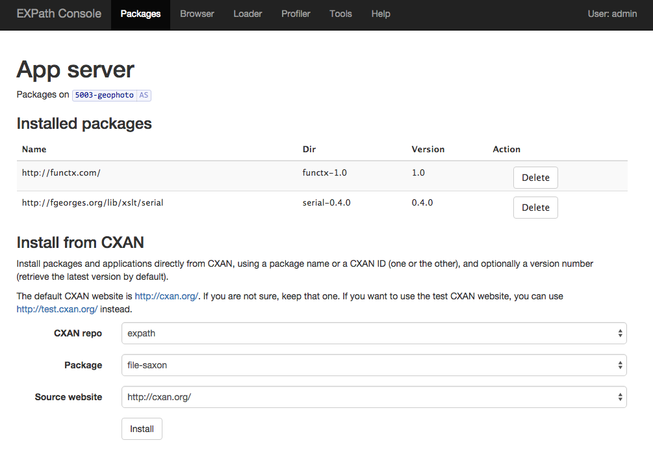 EXPath Console Packages Browser Loader Profiler Tools Help User: admin
App server
Packages on 5003-geophoto AS
Installed packages
Name Dir Version Action
http://functx.com/ functx-1.0 1.0 Delete
http://fgeorges.org/lib/xslt/serial serial-0.4.0 0.4.0 Delete
Install from CXAN
Install packages and applications directly from CXAN, using a package name or a CXAN ID (one or the other), and optionally a version number
(retrieve the latest version by default).
The default CXAN website is http://cxan.org/. If you are not sure, keep that one. If you want to use the test CXAN website, you can use
http://test.cxan.org/ instead.
CXAN repo expath
Package file-saxon
Source website http://cxan.org/
Install